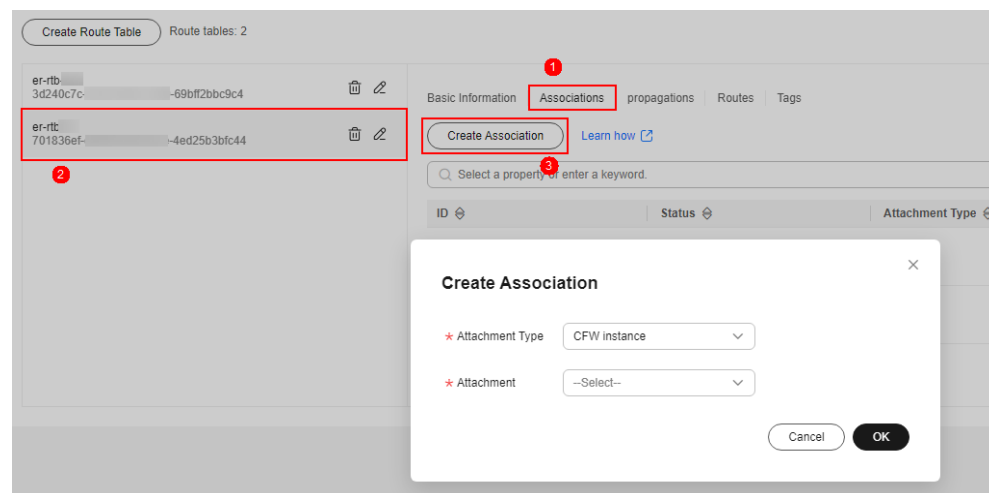 Create Route Table Route tables: 2
er-rtb-
3d240c7c- -69bff2bbc9c4
er-rtb
701836ef- -4ed25b3bfc44
2
1
Basic Information Associations propagations Routes Tags
Create Association Learn how
3
Select a property or enter a keyword.
ID Status Attachment Type
Create Association
* Attachment Type CFW instance
* Attachment --Select--
Cancel OK